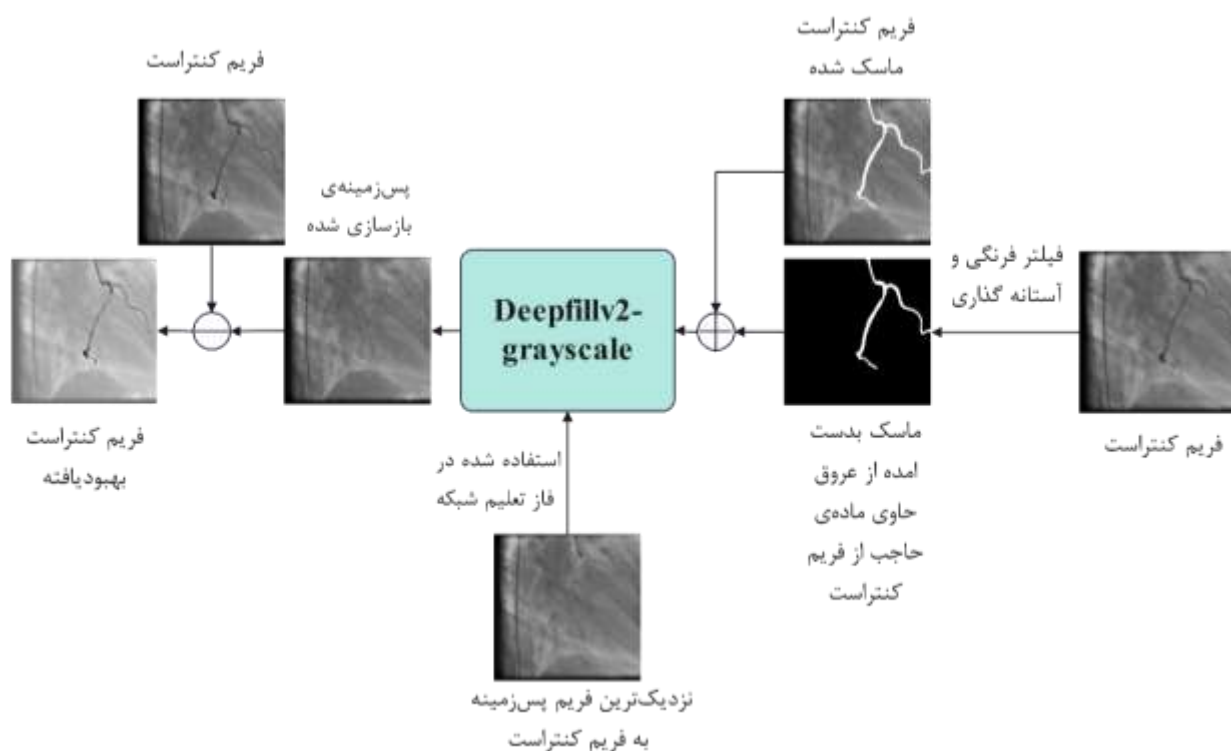 فریم کنتراست
ماسک شده
فریم کنتراست
پس‌زمینه‌ی
بازسازی شده
فیلتر فرنگی و
آستانه گذاری
Deepfillv2-
grayscale
فریم کنتراست
ماسک بدست
امده از عروق
حاوی ماده‌ی
حاجب از فریم
کنتراست
فریم کنتراست
بهبودیافته
استفاده شده در
فاز تعلیم شبکه
نزدیک‌ترین فریم پس‌زمینه
به فریم کنتراست